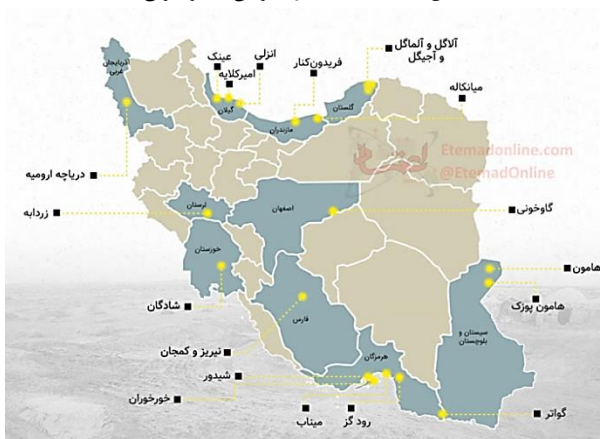 آلاگل و آلماگل
و آجیگل
فریدون‌کنار
انزلی
امیرکلایه
عینک
میانکاله
آذربایجان
غربی
گیلان
مازندران
گلستان
Etemadonline.com
@EtemadOnline
دریاچه ارومیه
لرستان
زردابه
اصفهان
گاوخونی
خوزستان
شادگان
هامون
هامون پوزک
فارس
نیریز و کمجان
سیستان و
بلوچستان
هرمزگان
شیدور
خورخوران
میناب
رود گز
گواتر